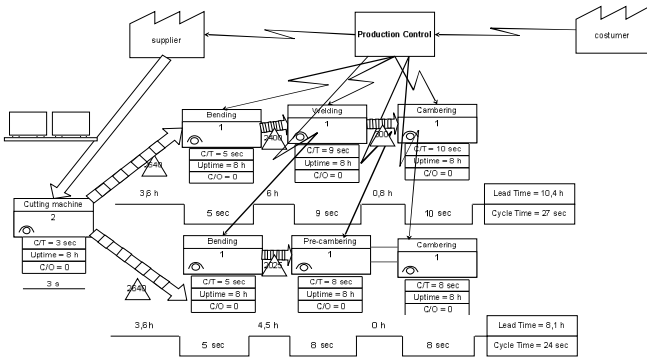 supplier
Production Control
costumer
Bending
1
C/T = 5 sec
Uptime = 8 h
C/O = 0
2400
Welding
1
C/T = 9 sec
Uptime = 8 h
C/O = 0
Cambering
1
C/T = 10 sec
Uptime = 8 h
C/O = 0
2640
3,6 h
6 h
0,8 h
Lead Time = 10,4 h
5 sec
9 sec
10 sec
Cycle Time = 27 sec
Cutting machine
2
C/T = 3 sec
Uptime = 8 h
C/O = 0
3 s
2640
Bending
1
C/T = 5 sec
Uptime = 8 h
C/O = 0
2025
Pre-cambering
1
C/T = 8 sec
Uptime = 8 h
C/O = 0
Cambering
1
C/T = 8 sec
Uptime = 8 h
C/O = 0
3,6 h
4,5 h
0 h
Lead Time = 8,1 h
5 sec
8 sec
8 sec
Cycle Time = 24 sec